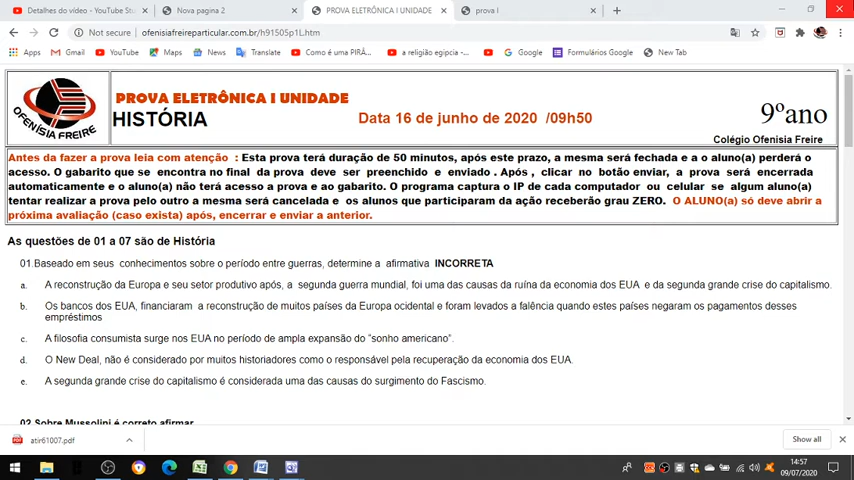 Detalhes do vídeo - YouTube Stu
Nova pagina 2
PROVA ELETRÔNICA I UNIDADE
prova I
Not secure
ofenisiafreireparticular.com.br/h91505p1L.htm
Apps
Gmail
YouTube
Maps
News
Translate
Como é uma PIRÂ...
a religião egipcia -...
Google
Formulários Google
New Tab
OFENÍSIA FREIRE
PROVA ELETRÔNICA I UNIDADE
HISTÓRIA
Data 16 de junho de 2020 /09h50
9ºano
Colégio Ofenisia Freire
Antes da fazer a prova leia com atenção : Esta prova terá duração de 50 minutos, após este prazo, a mesma será fechada e a o aluno(a) perderá o
acesso. O gabarito que se encontra no final da prova deve ser preenchido e enviado . Após , clicar no botão enviar, a prova será encerrada
automaticamente e o aluno(a) não terá acesso a prova e ao gabarito. O programa captura o IP de cada computador ou celular se algum aluno(a)
tentar realizar a prova pelo outro a mesma será cancelada e os alunos que participaram da ação receberão grau ZERO. O ALUNO(a) só deve abrir a
próxima avaliação (caso exista) após, encerrar e enviar a anterior.
As questões de 01 a 07 são de História
01.Baseado em seus conhecimentos sobre o período entre guerras, determine a afirmativa INCORRETA
a. A reconstrução da Europa e seu setor produtivo após, a segunda guerra mundial, foi uma das causas da ruína da economia dos EUA e da segunda grande crise do capitalismo.
b. Os bancos dos EUA, financiaram a reconstrução de muitos países da Europa ocidental e foram levados a falência quando estes países negaram os pagamentos desses
empréstimos
c. A filosofia consumista surge nos EUA no período de ampla expansão do "sonho americano".
d. O New Deal, não é considerado por muitos historiadores como o responsável pela recuperação da economia dos EUA.
e. A segunda grande crise do capitalismo é considerada uma das causas do surgimento do Fascismo.
02.Sobre Mussolini é correto afirmar
atir61007.pdf
Show all
14:57
09/07/2020